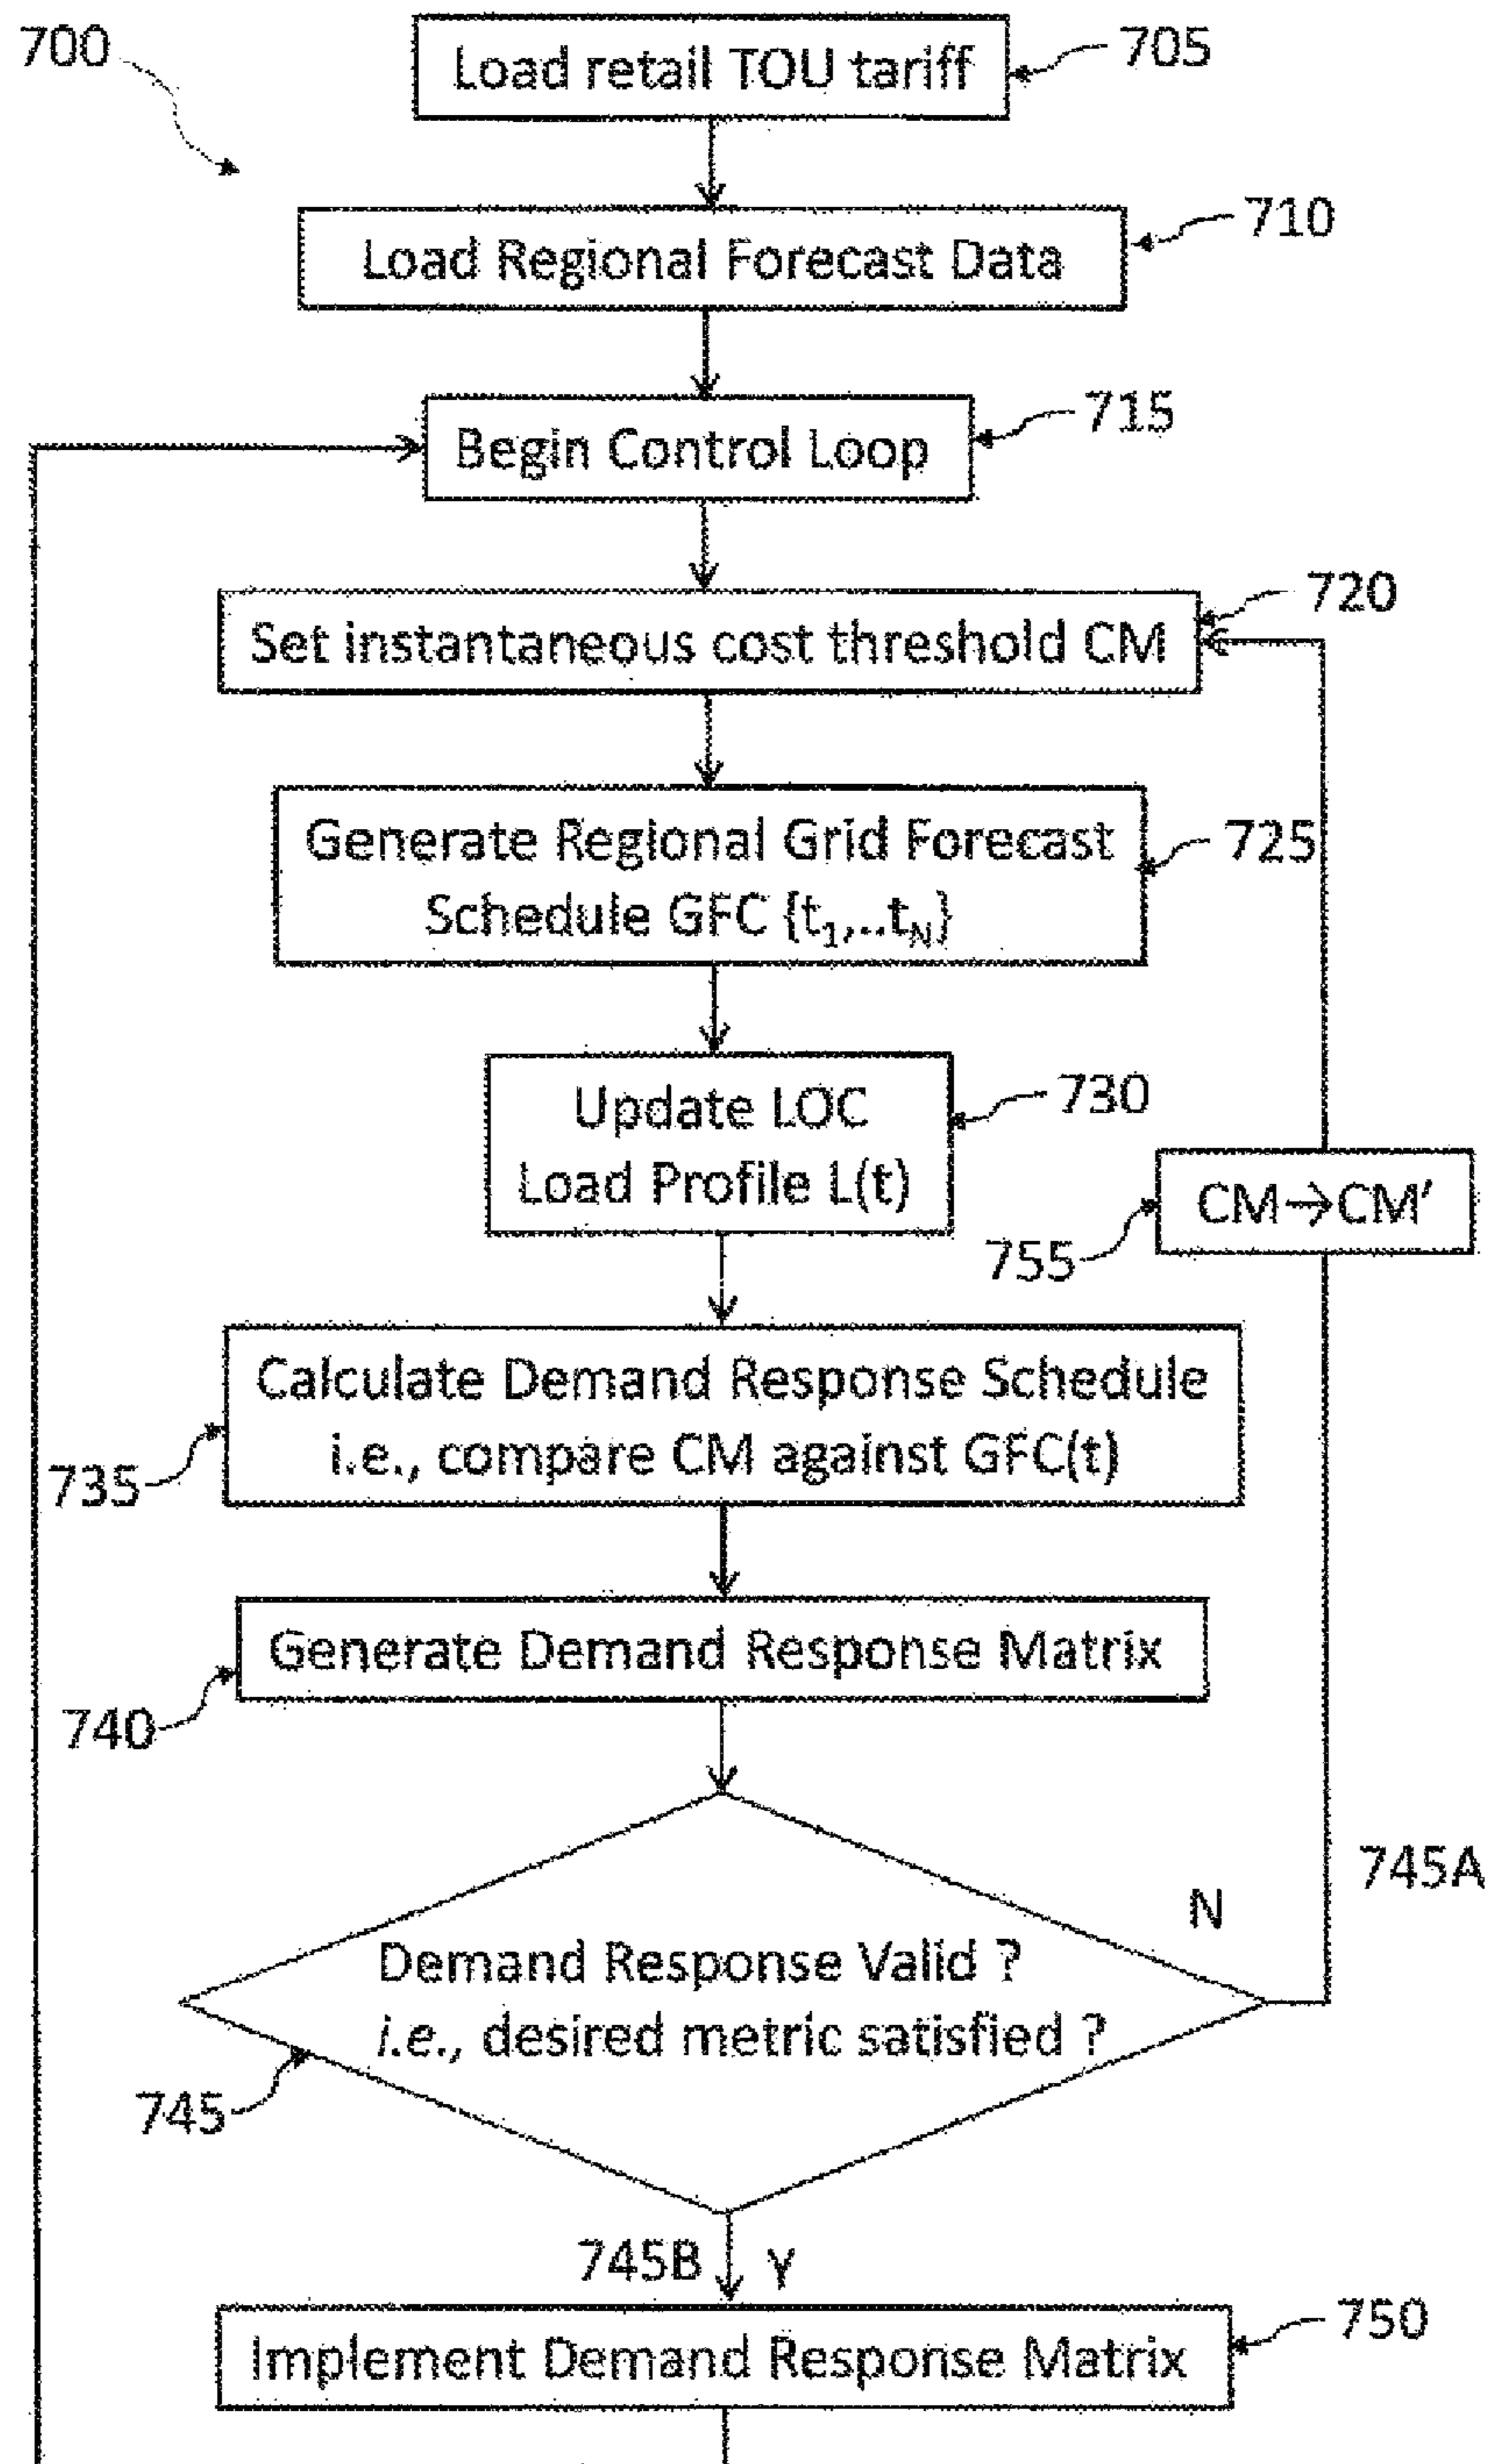 700
Load retail TOU tariff
705
Load Regional Forecast Data
710
Begin Control Loop
715
Set instantaneous cost threshold CM
720
Generate Regional Grid Forecast
Schedule GFC {t₁,..tN}
725
Update LOC
Load Profile L(t)
730
CM→CM′
755
Calculate Demand Response Schedule
i.e., compare CM against GFC(t)
735
Generate Demand Response Matrix
740
745A
N
Demand Response Valid ?
i.e., desired metric satisfied ?
745
745B
Y
Implement Demand Response Matrix
750